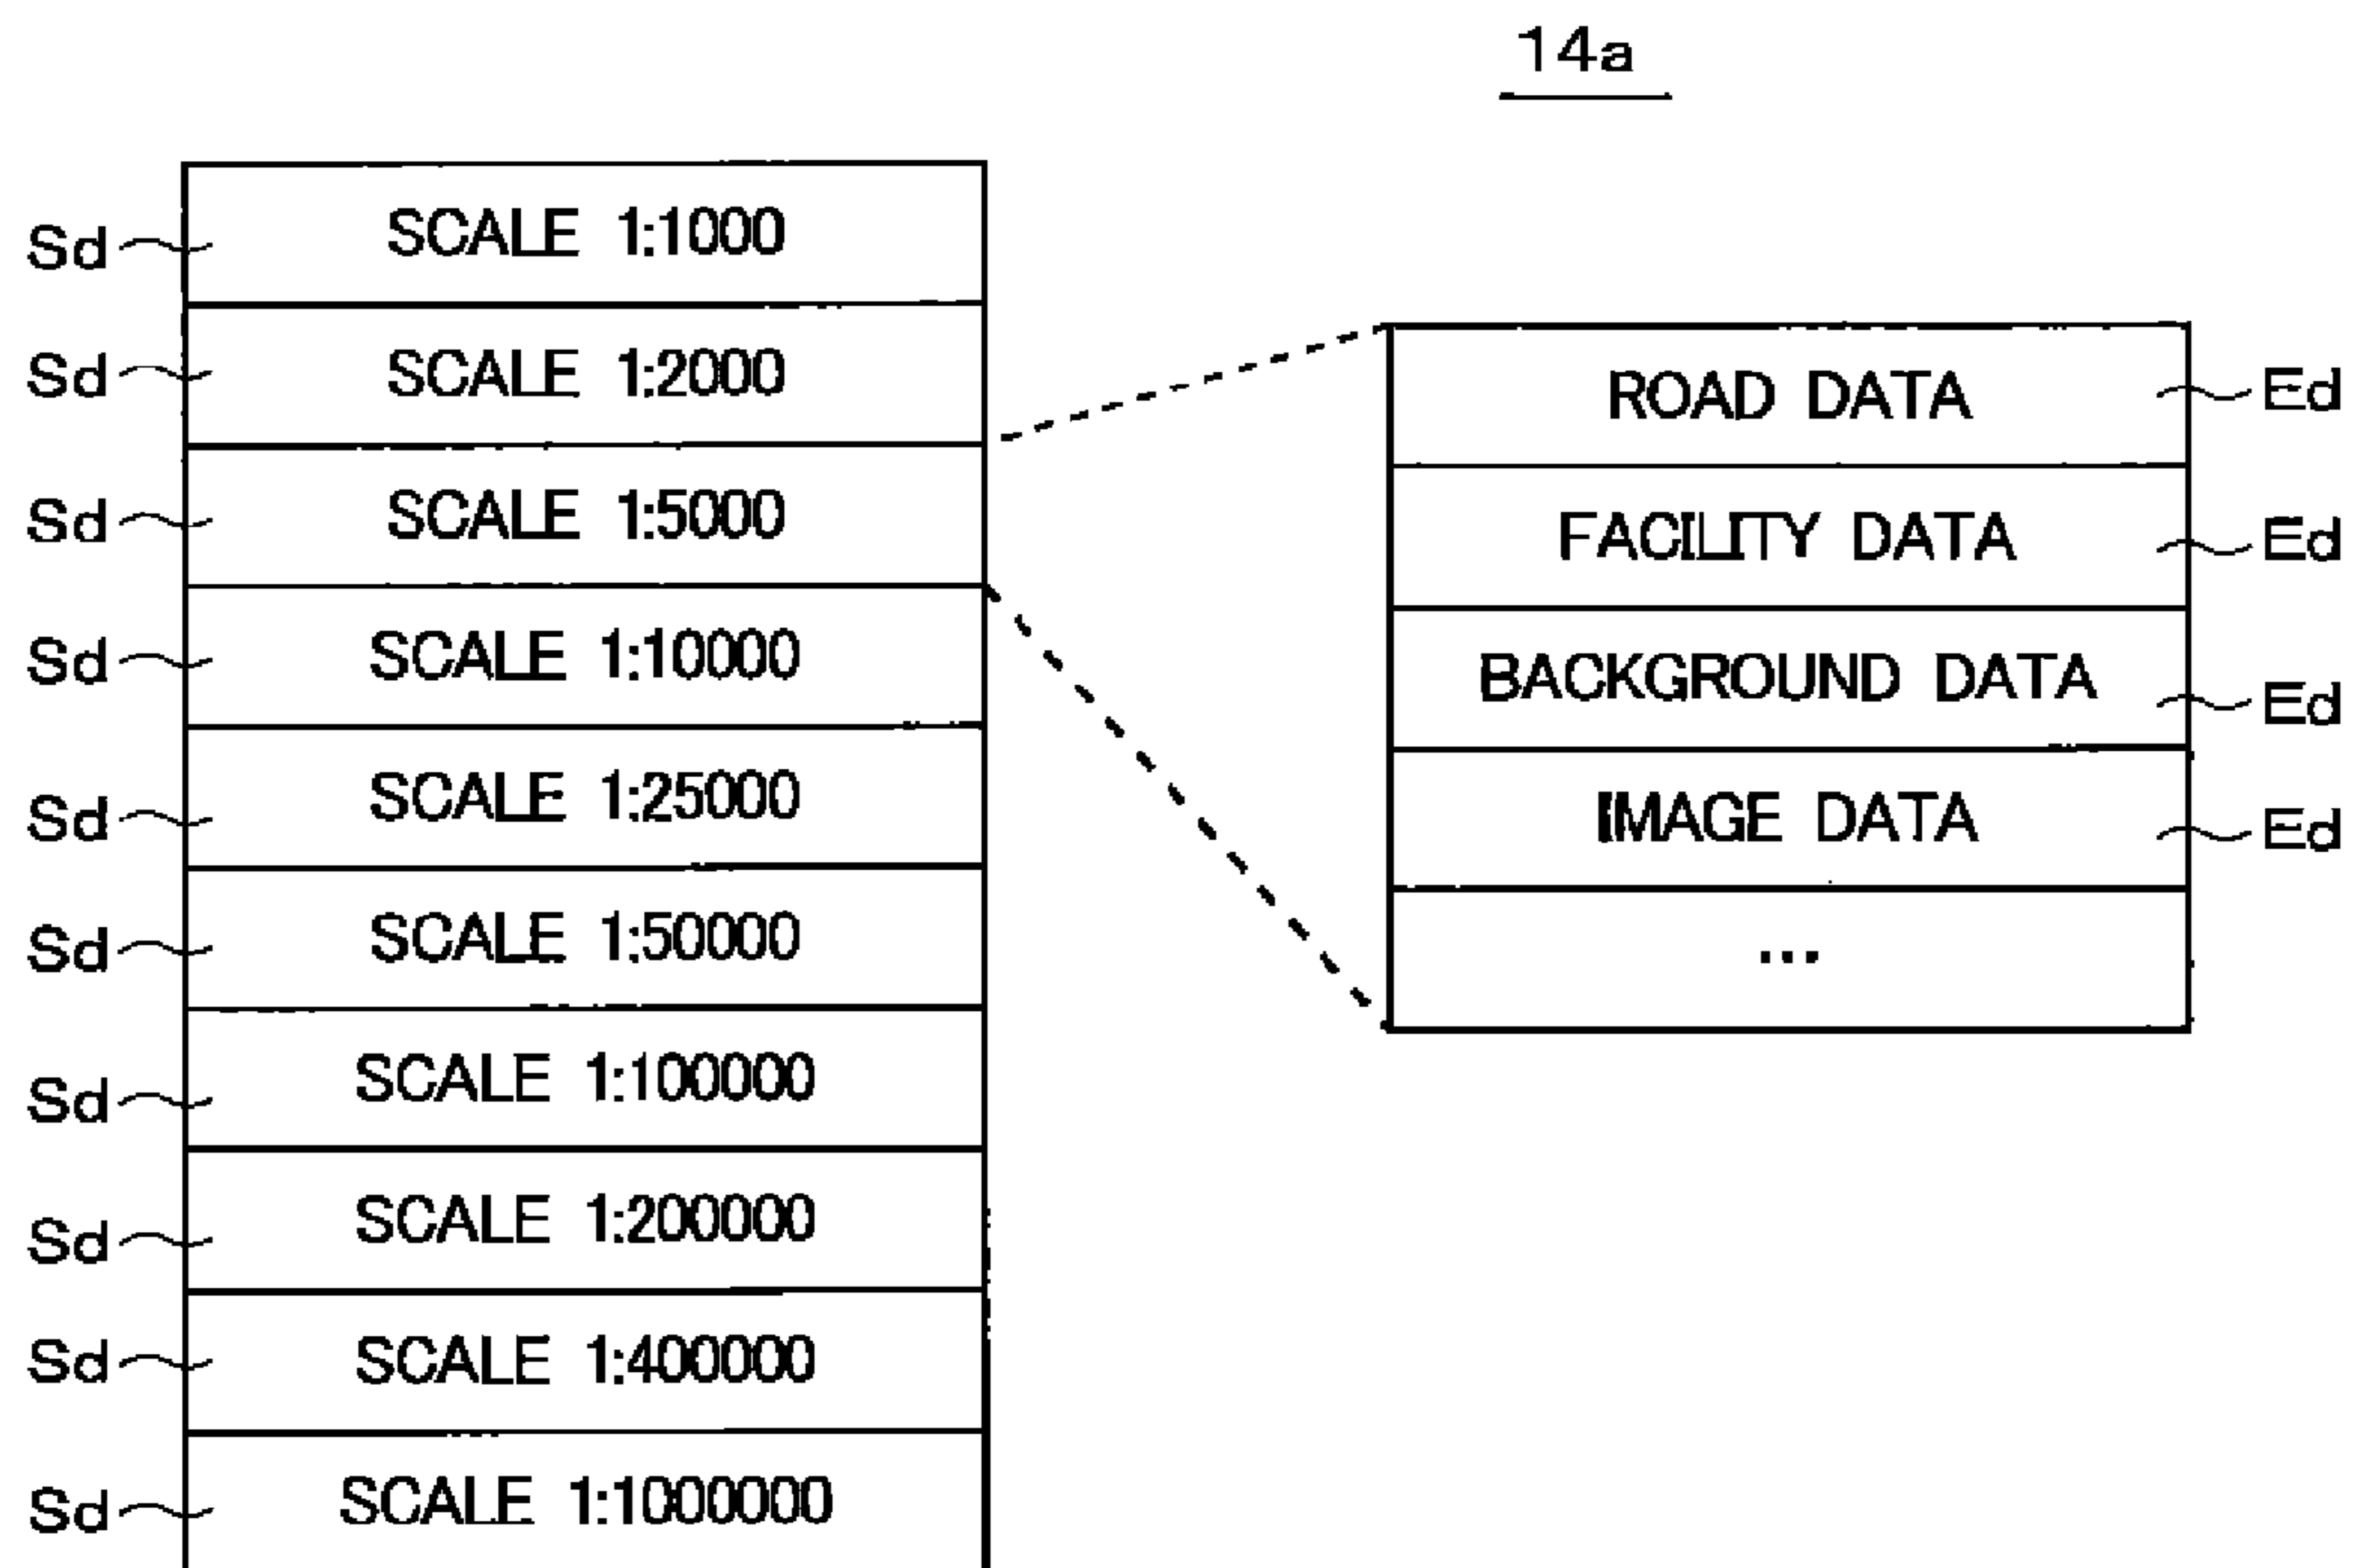 14a
Sd SCALE 1:1000
Sd SCALE 1:2000
Sd SCALE 1:5000
Sd SCALE 1:10000
Sd SCALE 1:25000
Sd SCALE 1:50000
Sd SCALE 1:100000
Sd SCALE 1:200000
Sd SCALE 1:400000
Sd SCALE 1:1000000
ROAD DATA Ed
FACILITY DATA Ed
BACKGROUND DATA Ed
IMAGE DATA Ed
...